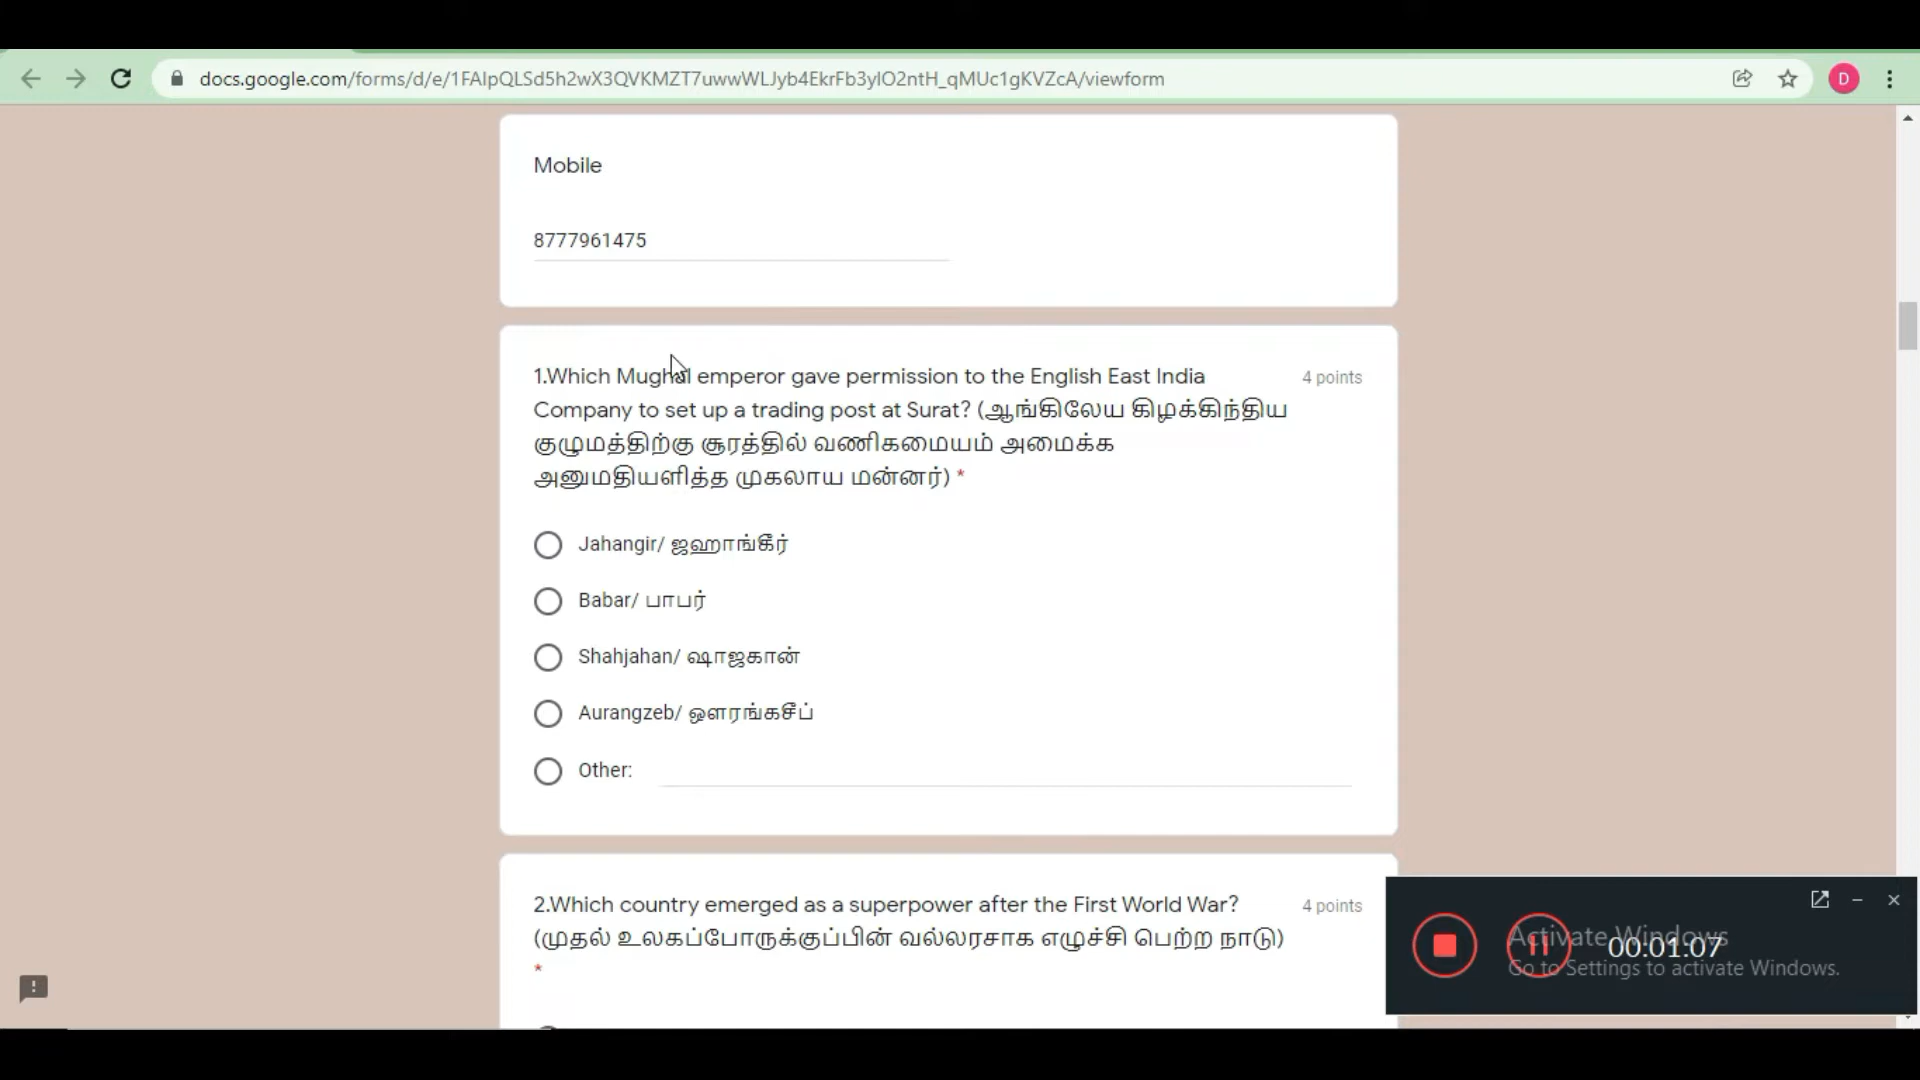 docs.google.com/forms/d/e/1FAIpQLSd5h2wX3QVKMZT7uwwWLJyb4EkrFb3ylO2ntH_qMUc1gKVZcA/viewform
D
Mobile
8777961475
1.Which Mughal emperor gave permission to the English East India
4 points
Company to set up a trading post at Surat? (ஆங்கிலேய கிழக்கிந்திய
குழுமத்திற்கு சூரத்தில் வணிகமையம் அமைக்க
அனுமதியளித்த முகலாய மன்னர்) *
Jahangir/ ஜஹாங்கீர்
Babar/ பாபர்
Shahjahan/ ஷாஜகான்
Aurangzeb/ ஔரங்கசீப்
Other:
2.Which country emerged as a superpower after the First World War?
4 points
(முதல் உலகப்போருக்குப்பின் வல்லரசாக எழுச்சி பெற்ற நாடு)
*
Activate Windows
00:01:07
Go to Settings to activate Windows.